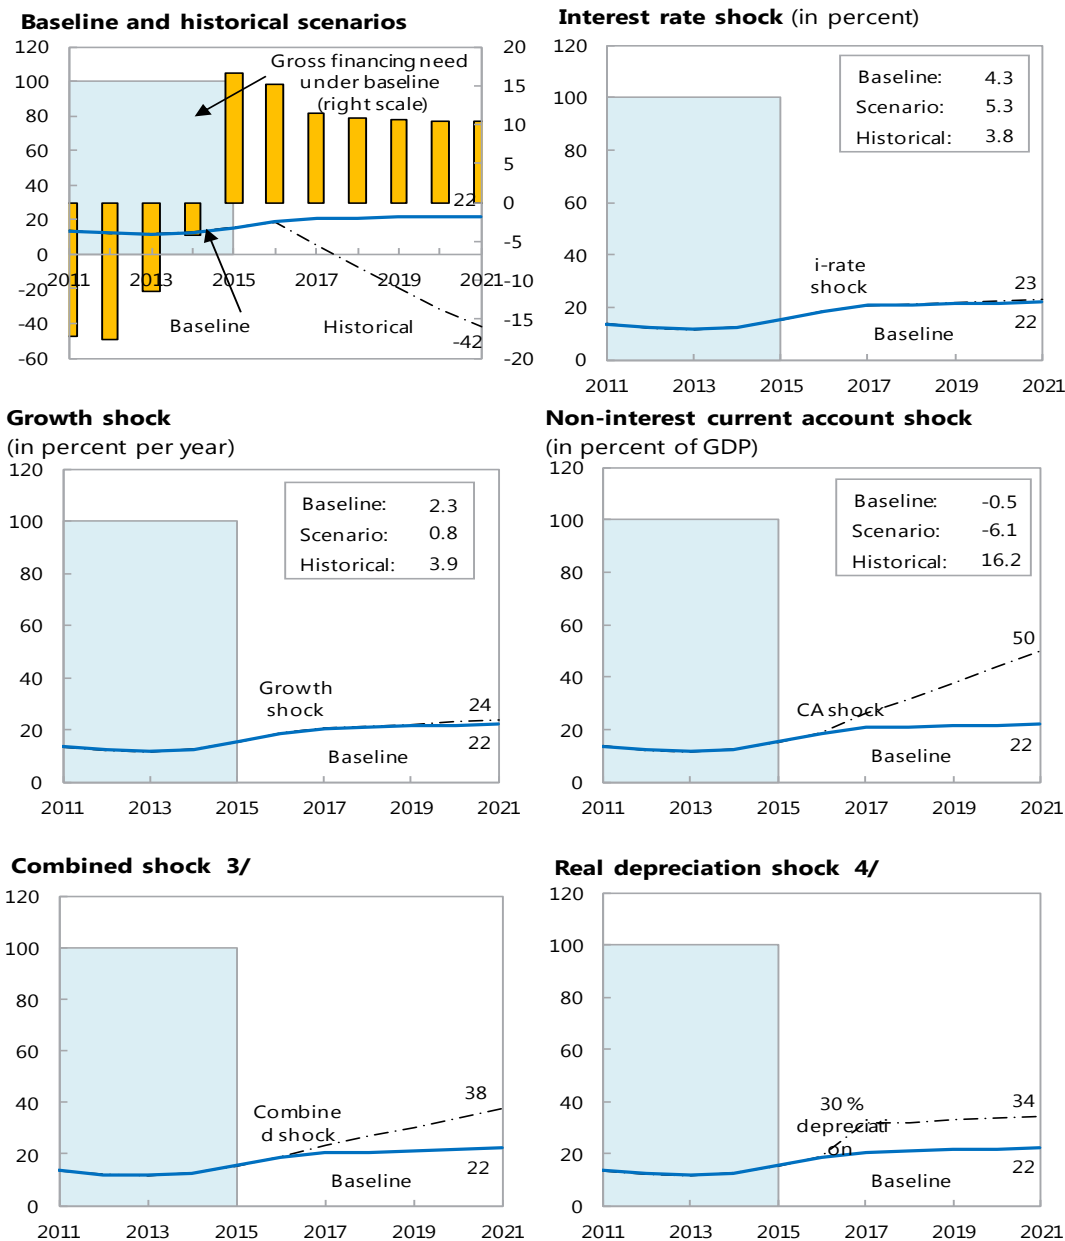 Baseline and historical scenarios
120
100
80
60
40
20
0
-20
-40
-60
20
15
10
5
0
-5
-10
-15
-20
Gross financing need
under baseline
(right scale)
22
2011 2013 2015 2017 2019 2021
Baseline
Historical
-42
Interest rate shock (in percent)
120
100
80
60
40
20
0
Baseline: 4.3
Scenario: 5.3
Historical: 3.8
i-rate
shock
23
22
Baseline
2011 2013 2015 2017 2019 2021
Growth shock
(in percent per year)
120
100
80
60
40
20
0
Baseline: 2.3
Scenario: 0.8
Historical: 3.9
Growth
shock
24
22
Baseline
2011 2013 2015 2017 2019 2021
Non-interest current account shock
(in percent of GDP)
120
100
80
60
40
20
0
Baseline: -0.5
Scenario: -6.1
Historical: 16.2
50
CA shock
22
Baseline
2011 2013 2015 2017 2019 2021
Combined shock 3/
120
100
80
60
40
20
0
38
Combine
d shock
22
Baseline
2011 2013 2015 2017 2019 2021
Real depreciation shock 4/
120
100
80
60
40
20
0
30 %
depreciati
on
34
22
Baseline
2011 2013 2015 2017 2019 2021